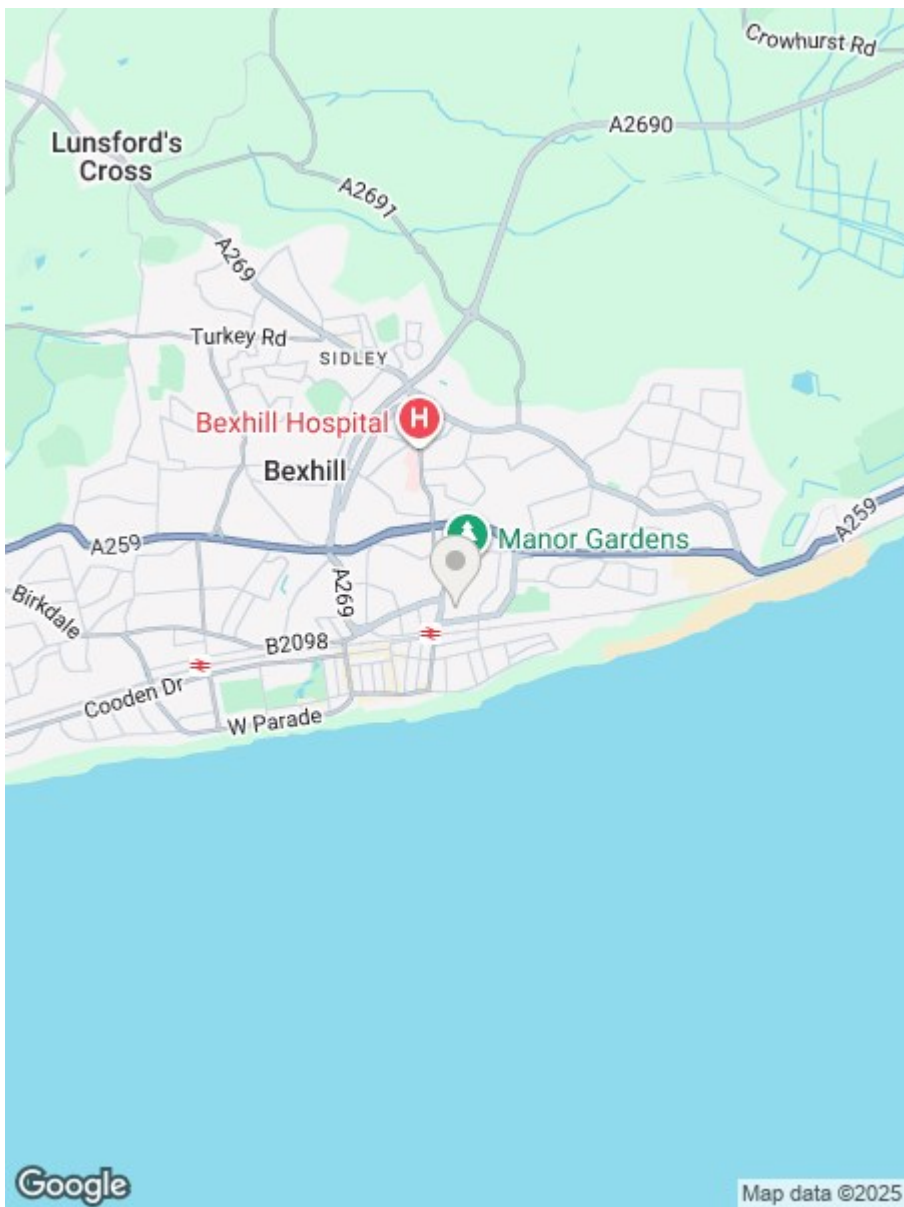 Crowhurst Rd
A2690
Lunsford's
Cross
A2691
A269
Turkey Rd
SIDLEY
Bexhill Hospital
H
Bexhill
A259
Manor Gardens
A259
A269
Birkdale
B2098
Cooden Dr
W Parade
Google
Map data ©2025